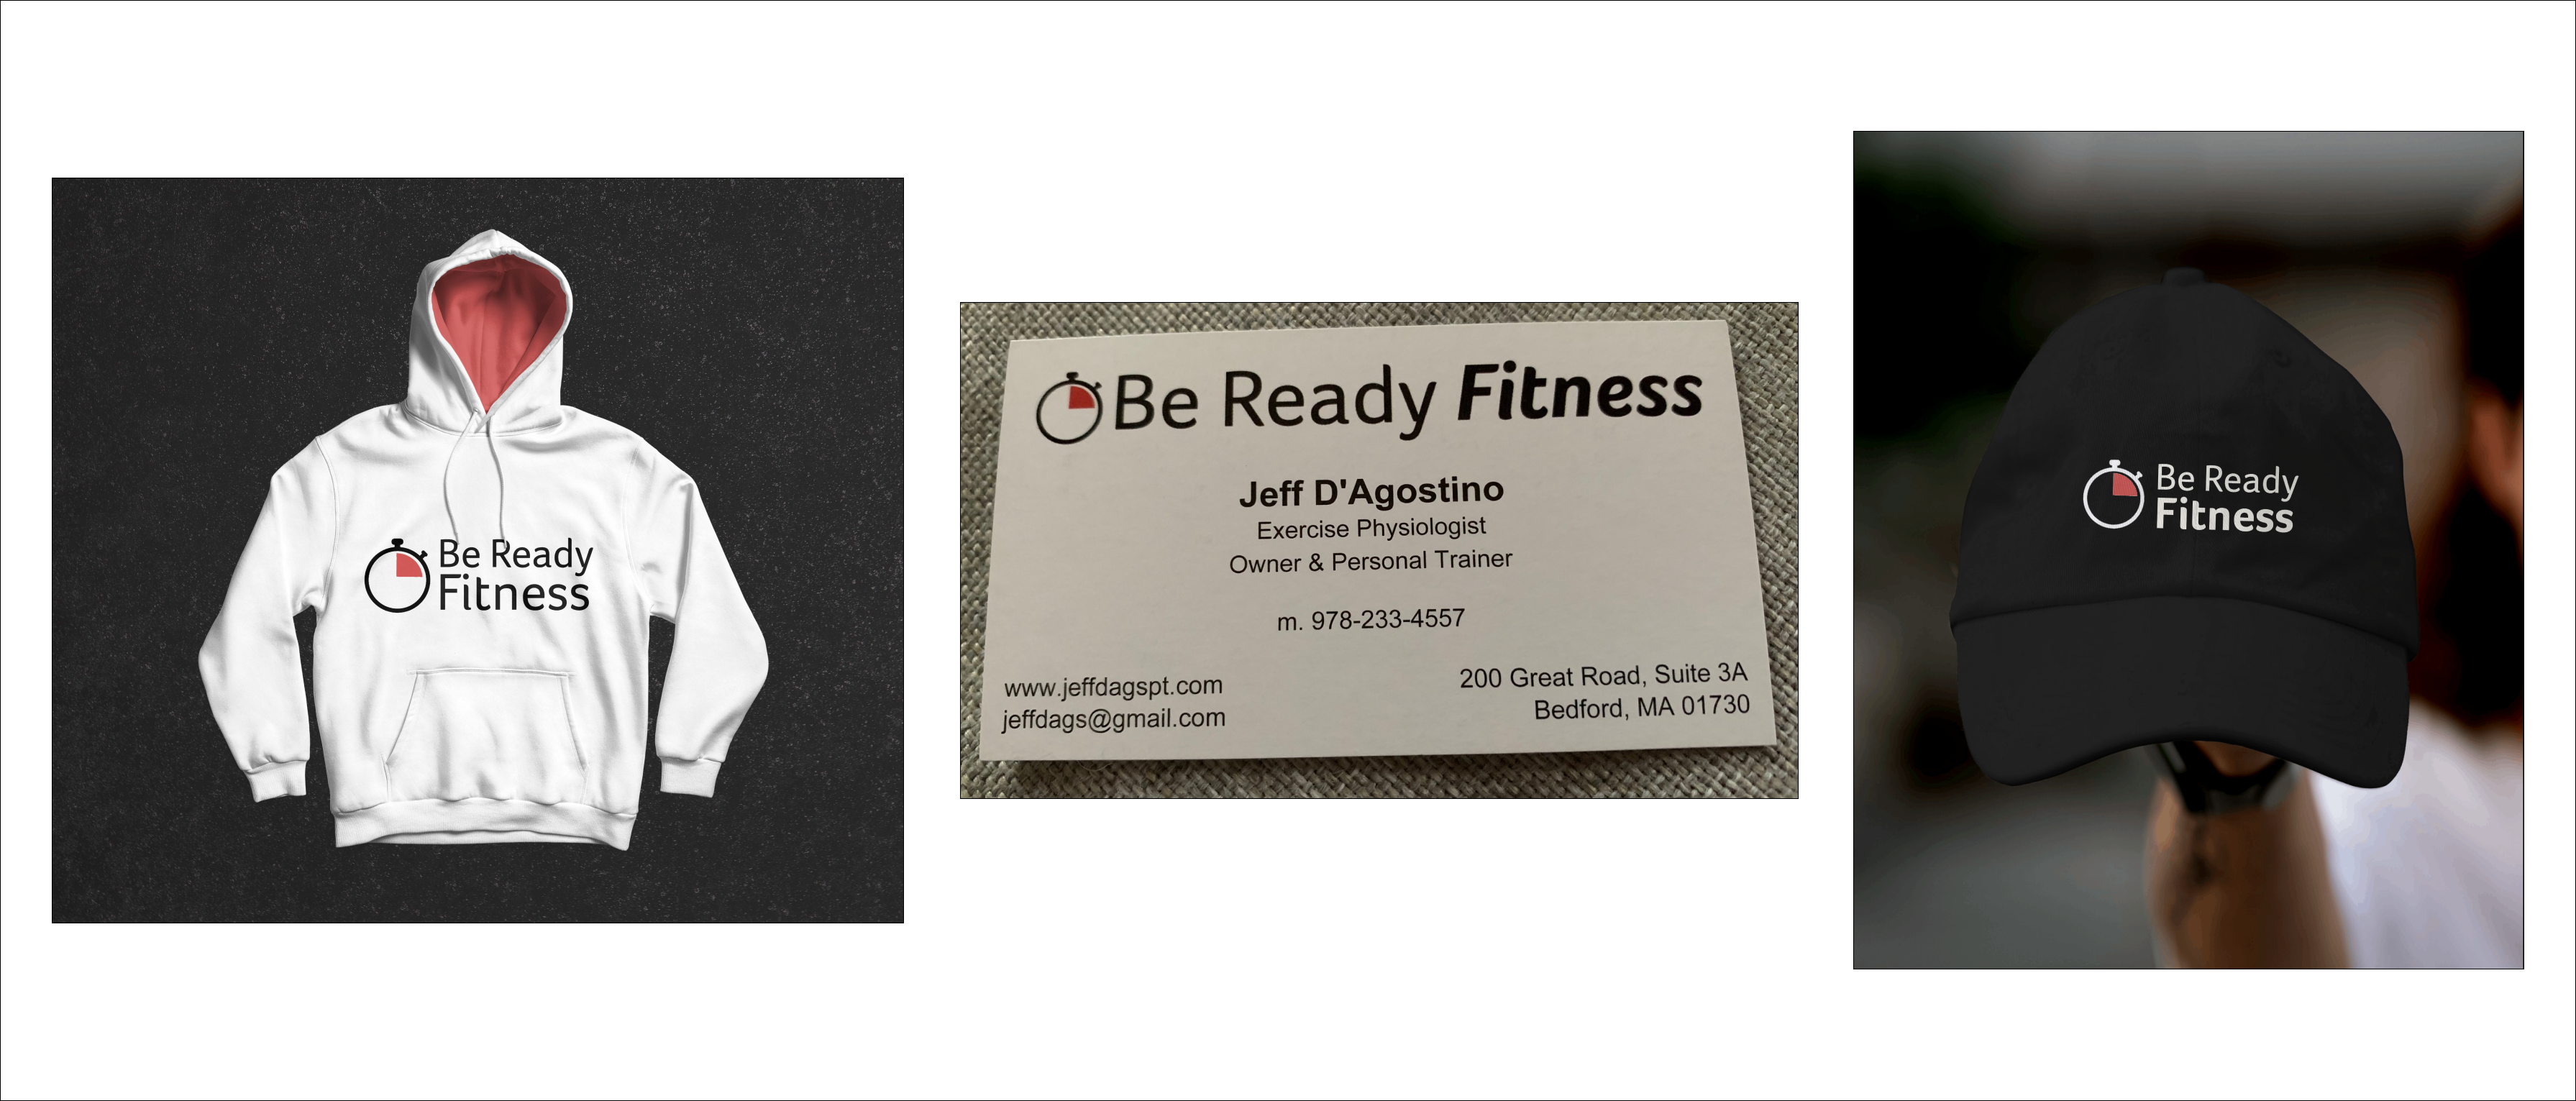 Be Ready
Fitness
Be Ready Fitness
Jeff D'Agostino
Exercise Physiologist
Owner & Personal Trainer
m. 978-233-4557
www.jeffdagspt.com
jeffdags@gmail.com
200 Great Road, Suite 3A
Bedford, MA 01730
Be Ready
Fitness